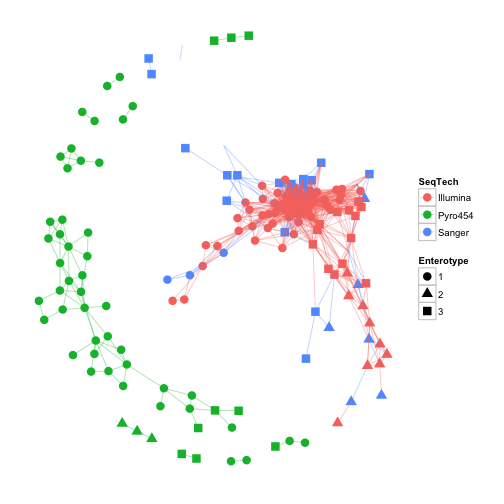 SeqTech
Illumina
Pyro454
Sanger
Enterotype
1
2
3